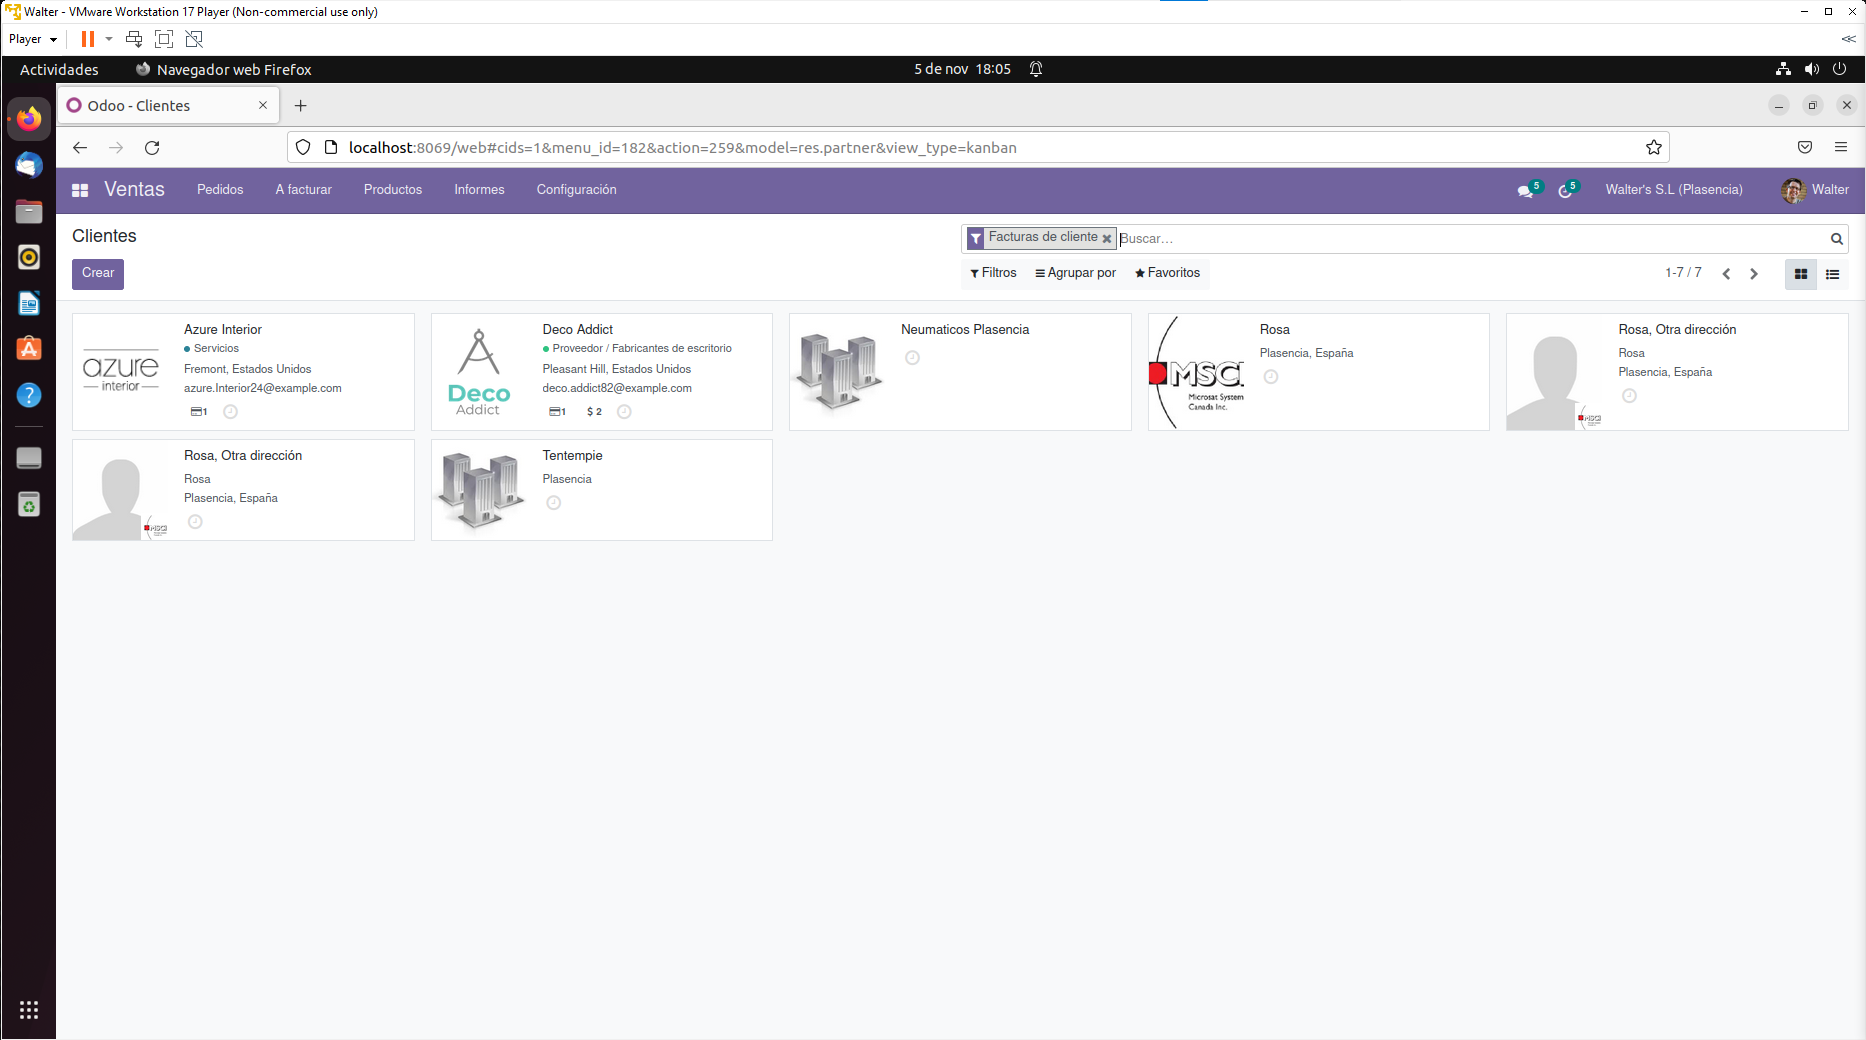 Walter - VMware Workstation 17 Player (Non-commercial use only)
Player
Actividades
Navegador web Firefox
5 de nov 18:05
Odoo - Clientes
localhost:8069/web#cids=1&menu_id=182&action=259&model=res.partner&view_type=kanban
Ventas Pedidos A facturar Productos Informes Configuración 5 5 Walter's S.L (Plasencia) Walter
Clientes
Facturas de cliente Buscar...
Crear
Filtros Agrupar por Favoritos
1-7 / 7
azure
interior
Azure Interior
Servicios
Fremont, Estados Unidos
azure.Interior24@example.com
1
Deco
Addict
Deco Addict
Proveedor / Fabricantes de escritorio
Pleasant Hill, Estados Unidos
deco.addict82@example.com
1 $ 2
Neumaticos Plasencia
MSCI
Microsat System
Canada Inc.
Rosa
Plasencia, España
MSCI
Rosa, Otra dirección
Rosa
Plasencia, España
MSCI
Rosa, Otra dirección
Rosa
Plasencia, España
Tentempie
Plasencia